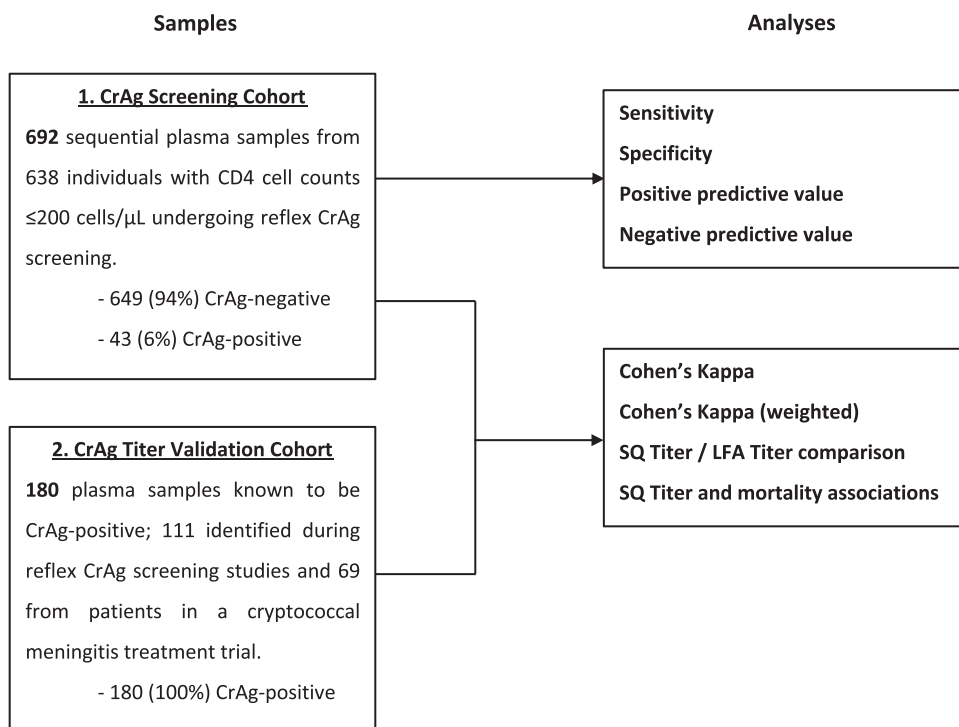 Samples
Analyses
1. CrAg Screening Cohort
692 sequential plasma samples from
638 individuals with CD4 cell counts
≤200 cells/µL undergoing reflex CrAg
screening.
- 649 (94%) CrAg-negative
- 43 (6%) CrAg-positive
Sensitivity
Specificity
Positive predictive value
Negative predictive value
2. CrAg Titer Validation Cohort
180 plasma samples known to be
CrAg-positive; 111 identified during
reflex CrAg screening studies and 69
from patients in a cryptococcal
meningitis treatment trial.
- 180 (100%) CrAg-positive
Cohen’s Kappa
Cohen’s Kappa (weighted)
SQ Titer / LFA Titer comparison
SQ Titer and mortality associations